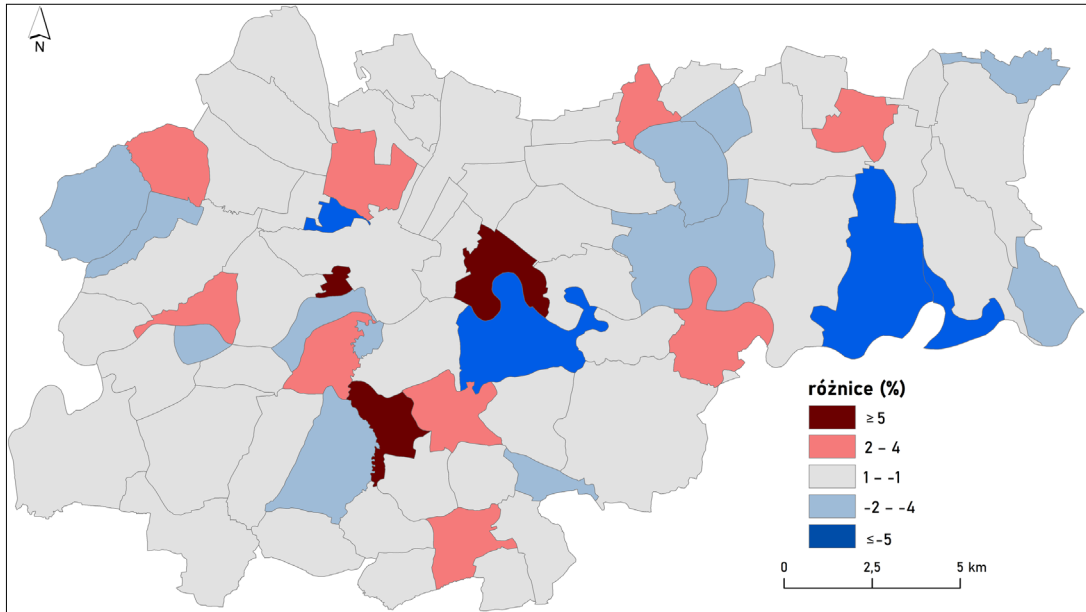 N
różnice (%)
≥ 5
2 – 4
1 – -1
-2 – -4
≤-5
0 2,5 5 km